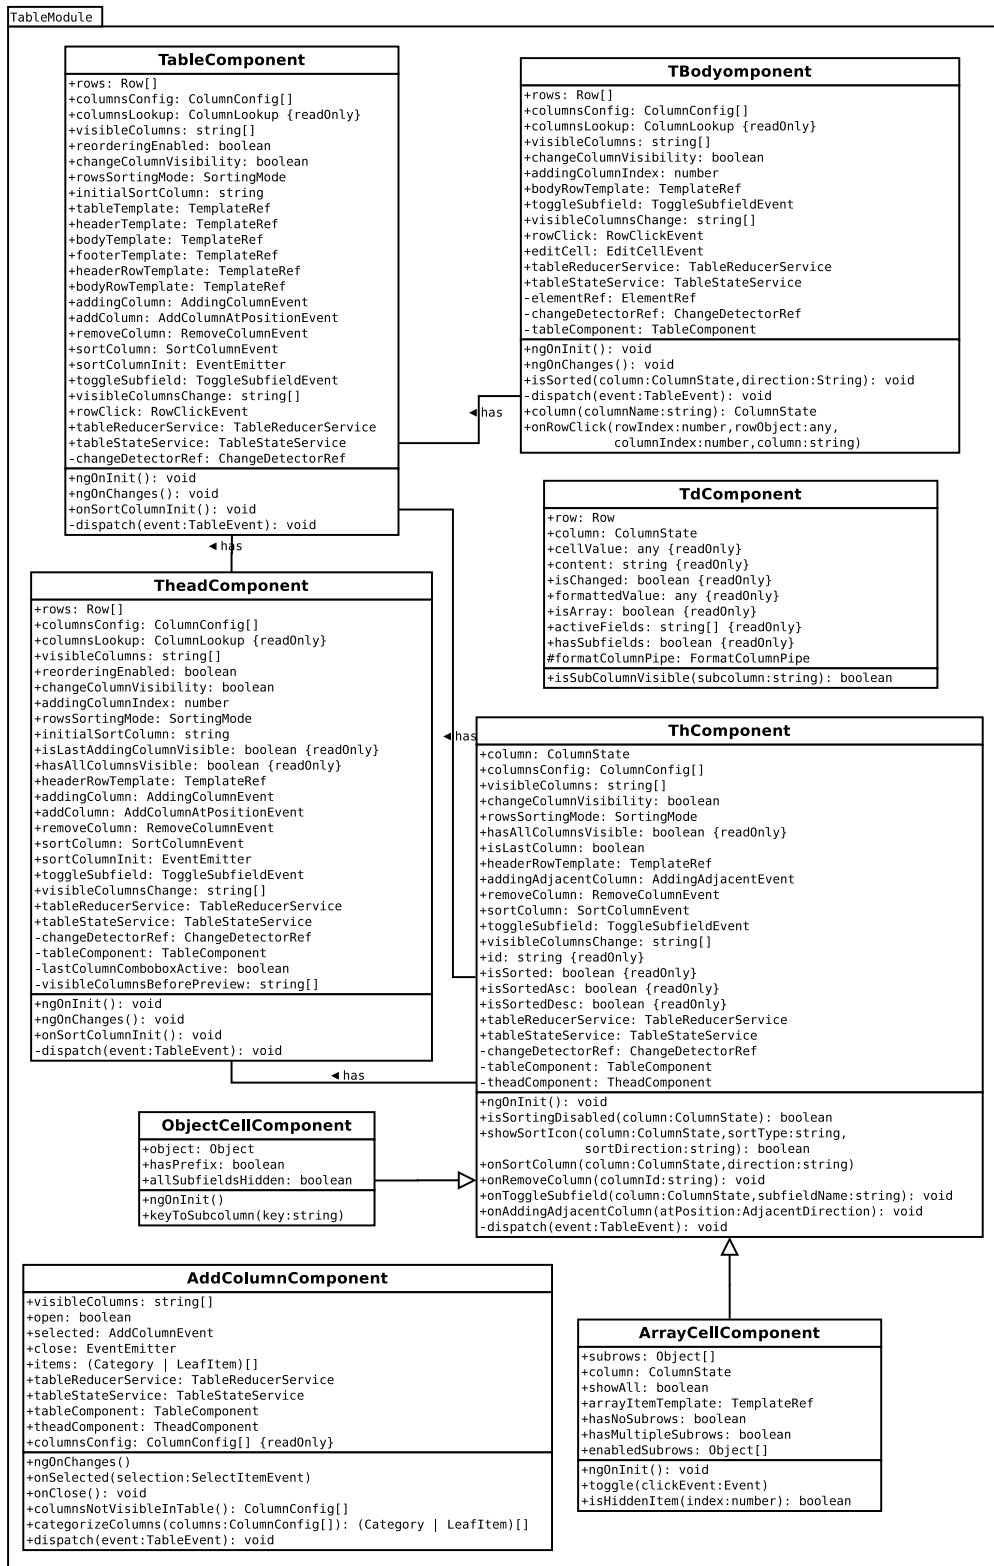 TableModule
TableComponent
+rows: Row[]
+columnsConfig: ColumnConfig[]
+columnsLookup: ColumnLookup {readOnly}
+visibleColumns: string[]
+reorderingEnabled: boolean
+changeColumnVisibility: boolean
+rowsSortingMode: SortingMode
+initialSortColumn: string
+tableTemplate: TemplateRef
+headerTemplate: TemplateRef
+bodyTemplate: TemplateRef
+footerTemplate: TemplateRef
+headerRowTemplate: TemplateRef
+bodyRowTemplate: TemplateRef
+addingColumn: AddingColumnEvent
+addColumn: AddColumnAtPositionEvent
+removeColumn: RemoveColumnEvent
+sortColumn: SortColumnEvent
+sortColumnInit: EventEmitter
+toggleSubfield: ToggleSubfieldEvent
+visibleColumnsChange: string[]
+rowClick: RowClickEvent
+tableReducerService: TableReducerService
+tableStateService: TableStateService
-changeDetectorRef: ChangeDetectorRef
+ngOnInit(): void
+ngOnChanges(): void
+onSortColumnInit(): void
-dispatch(event:TableEvent): void
TBodyomponent
+rows: Row[]
+columnsConfig: ColumnConfig[]
+columnsLookup: ColumnLookup {readOnly}
+visibleColumns: string[]
+changeColumnVisibility: boolean
+addingColumnIndex: number
+bodyRowTemplate: TemplateRef
+toggleSubfield: ToggleSubfieldEvent
+visibleColumnsChange: string[]
+rowClick: RowClickEvent
+editCell: EditCellEvent
+tableReducerService: TableReducerService
+tableStateService: TableStateService
-elementRef: ElementRef
-changeDetectorRef: ChangeDetectorRef
-tableComponent: TableComponent
+ngOnInit(): void
+ngOnChanges(): void
+isSorted(column:ColumnState,direction:String): void
-dispatch(event:TableEvent): void
+column(columnName:string): ColumnState
+onRowClick(rowIndex:number,rowObject:any,
columnIndex:number,column:string)
◄has
◄has
TdComponent
+row: Row
+column: ColumnState
+cellValue: any {readOnly}
+content: string {readOnly}
+isChanged: boolean {readOnly}
+formattedValue: any {readOnly}
+isArray: boolean {readOnly}
+activeFields: string[] {readOnly}
+hasSubfields: boolean {readOnly}
#formatColumnPipe: FormatColumnPipe
+isSubColumnVisible(subcolumn:string): boolean
TheadComponent
+rows: Row[]
+columnsConfig: ColumnConfig[]
+columnsLookup: ColumnLookup {readOnly}
+visibleColumns: string[]
+reorderingEnabled: boolean
+changeColumnVisibility: boolean
+addingColumnIndex: number
+rowsSortingMode: SortingMode
+initialSortColumn: string
+isLastAddingColumnVisible: boolean {readOnly}
+hasAllColumnsVisible: boolean {readOnly}
+headerRowTemplate: TemplateRef
+addingColumn: AddingColumnEvent
+addColumn: AddColumnAtPositionEvent
+removeColumn: RemoveColumnEvent
+sortColumn: SortColumnEvent
+sortColumnInit: EventEmitter
+toggleSubfield: ToggleSubfieldEvent
+visibleColumnsChange: string[]
+tableReducerService: TableReducerService
+tableStateService: TableStateService
-changeDetectorRef: ChangeDetectorRef
-tableComponent: TableComponent
-lastColumnComboboxActive: boolean
-visibleColumnsBeforePreview: string[]
+ngOnInit(): void
+ngOnChanges(): void
+onSortColumnInit(): void
-dispatch(event:TableEvent): void
◄has
◄has
ThComponent
+column: ColumnState
+columnsConfig: ColumnConfig[]
+visibleColumns: string[]
+changeColumnVisibility: boolean
+rowsSortingMode: SortingMode
+hasAllColumnsVisible: boolean {readOnly}
+isLastColumn: boolean
+headerRowTemplate: TemplateRef
+addingAdjacentColumn: AddingAdjacentEvent
+removeColumn: RemoveColumnEvent
+sortColumn: SortColumnEvent
+toggleSubfield: ToggleSubfieldEvent
+visibleColumnsChange: string[]
+id: string {readOnly}
+isSorted: boolean {readOnly}
+isSortedAsc: boolean {readOnly}
+isSortedDesc: boolean {readOnly}
+tableReducerService: TableReducerService
+tableStateService: TableStateService
-changeDetectorRef: ChangeDetectorRef
-tableComponent: TableComponent
-theadComponent: TheadComponent
+ngOnInit(): void
+isSortingDisabled(column:ColumnState): boolean
+showSortIcon(column:ColumnState,sortType:string,
sortDirection:string): boolean
+onSortColumn(column:ColumnState,direction:string)
+onRemoveColumn(columnId:string): void
+onToggleSubfield(column:ColumnState,subfieldName:string): void
+onAddingAdjacentColumn(atPosition:AdjacentDirection): void
-dispatch(event:TableEvent): void
ObjectCellComponent
+object: Object
+hasPrefix: boolean
+allSubfieldsHidden: boolean
+ngOnInit()
+keyToSubcolumn(key:string)
AddColumnComponent
+visibleColumns: string[]
+open: boolean
+selected: AddColumnEvent
+close: EventEmitter
+items: (Category | LeafItem)[]
+tableReducerService: TableReducerService
+tableStateService: TableStateService
+tableComponent: TableComponent
+theadComponent: TheadComponent
+columnsConfig: ColumnConfig[] {readOnly}
+ngOnChanges()
+onSelected(selection:SelectItemEvent)
+onClose(): void
+columnsNotVisibleInTable(): ColumnConfig[]
+categorizeColumns(columns:ColumnConfig[]): (Category | LeafItem)[]
+dispatch(event:TableEvent): void
ArrayCellComponent
+subrows: Object[]
+column: ColumnState
+showAll: boolean
+arrayItemTemplate: TemplateRef
+hasNoSubrows: boolean
+hasMultipleSubrows: boolean
+enabledSubrows: Object[]
+ngOnInit(): void
+toggle(clickEvent:Event)
+isHiddenItem(index:number): boolean